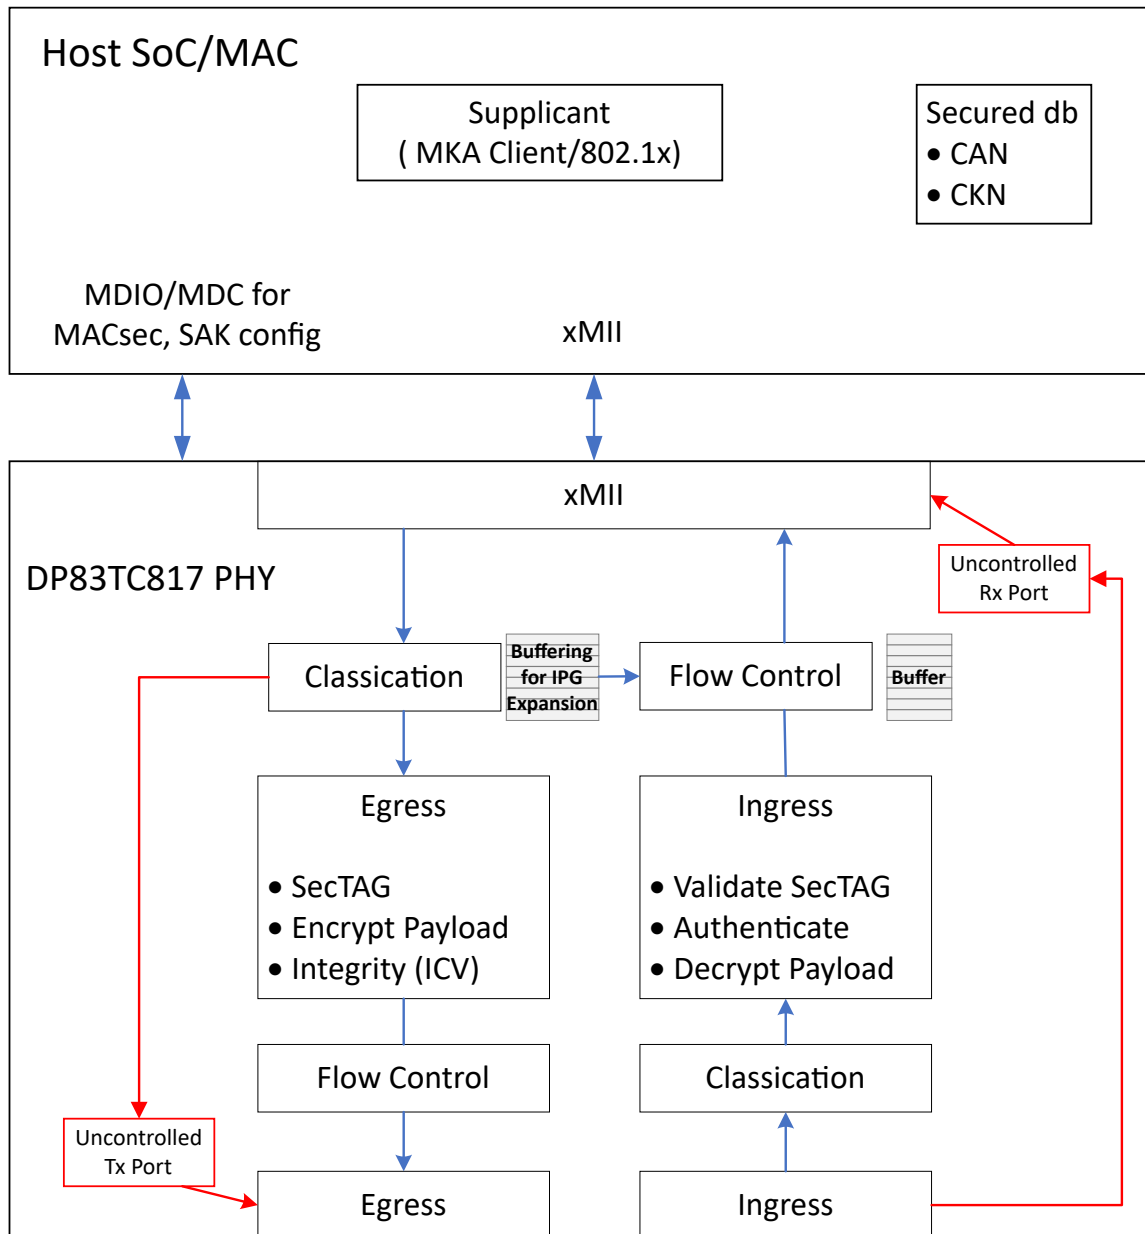 Host SoC/MAC
Supplicant
( MKA Client/802.1x)
Secured db
• CAN
• CKN
MDIO/MDC for
MACsec, SAK config
xMII
xMII
DP83TC817 PHY
Uncontrolled
Rx Port
Classication
Buffering
for IPG
Expansion
Flow Control
Buffer
Egress
• SecTAG
• Encrypt Payload
• Integrity (ICV)
Ingress
• Validate SecTAG
• Authenticate
• Decrypt Payload
Flow Control
Classication
Uncontrolled
Tx Port
Egress
Ingress